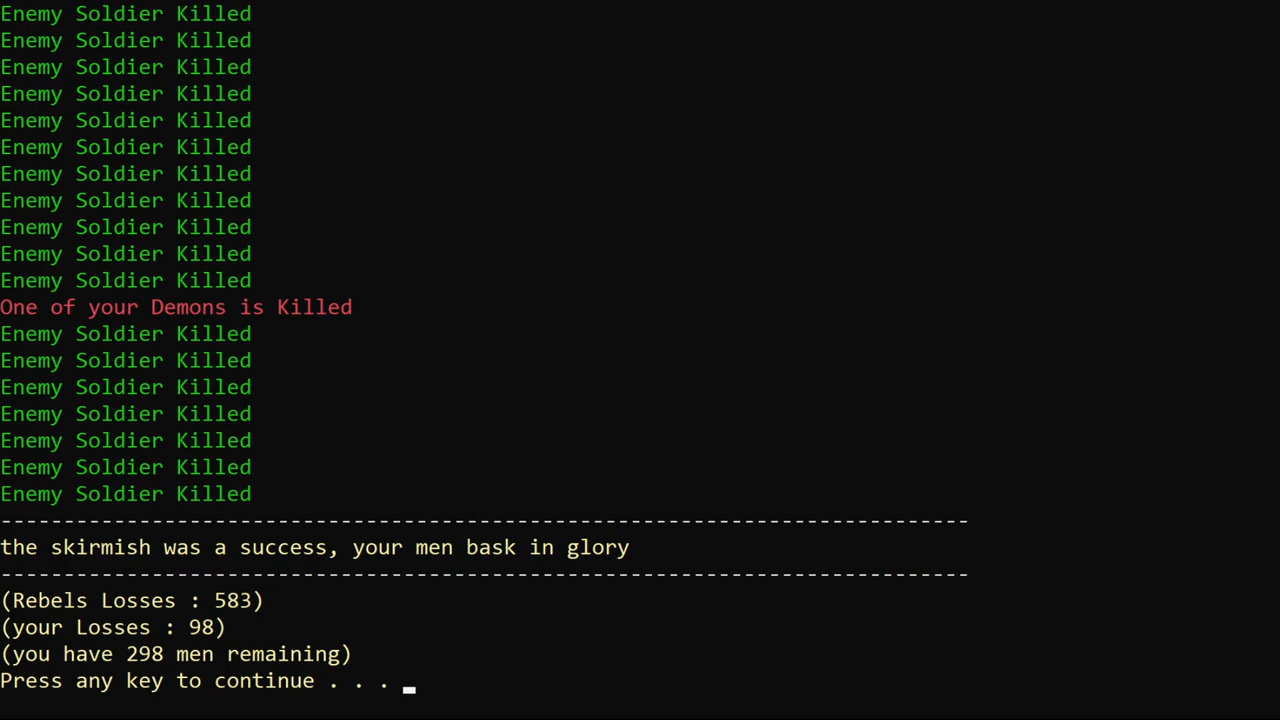 Enemy Soldier Killed
Enemy Soldier Killed
Enemy Soldier Killed
Enemy Soldier Killed
Enemy Soldier Killed
Enemy Soldier Killed
Enemy Soldier Killed
Enemy Soldier Killed
Enemy Soldier Killed
Enemy Soldier Killed
Enemy Soldier Killed
One of your Demons is Killed
Enemy Soldier Killed
Enemy Soldier Killed
Enemy Soldier Killed
Enemy Soldier Killed
Enemy Soldier Killed
Enemy Soldier Killed
Enemy Soldier Killed
-----------------------------------------------------------------------------
the skirmish was a success, your men bask in glory
-----------------------------------------------------------------------------
(Rebels Losses : 583)
(your Losses : 98)
(you have 298 men remaining)
Press any key to continue . . .